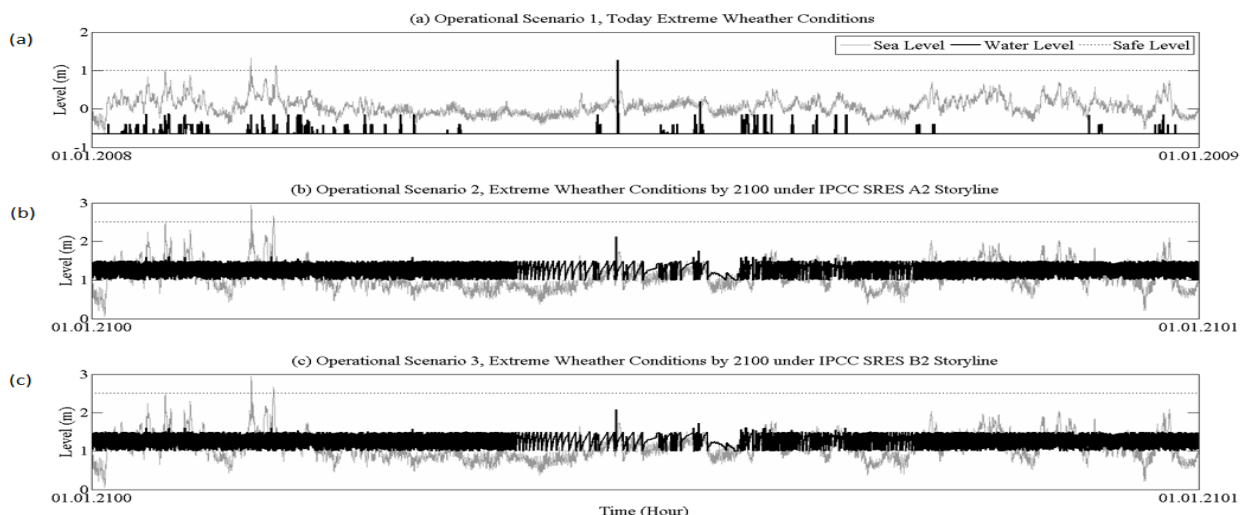 (a) Operational Scenario 1, Today Extreme Wheather Conditions
(a)
Sea Level Water Level Safe Level
Level (m)
2
1
0
-1
01.01.2008 01.01.2009
(b) Operational Scenario 2, Extreme Wheather Conditions by 2100 under IPCC SRES A2 Storyline
(b)
Level (m)
3
2
1
0
01.01.2100 01.01.2101
(c) Operational Scenario 3, Extreme Wheather Conditions by 2100 under IPCC SRES B2 Storyline
(c)
Level (m)
3
2
1
0
01.01.2100 01.01.2101
Time (Hour)